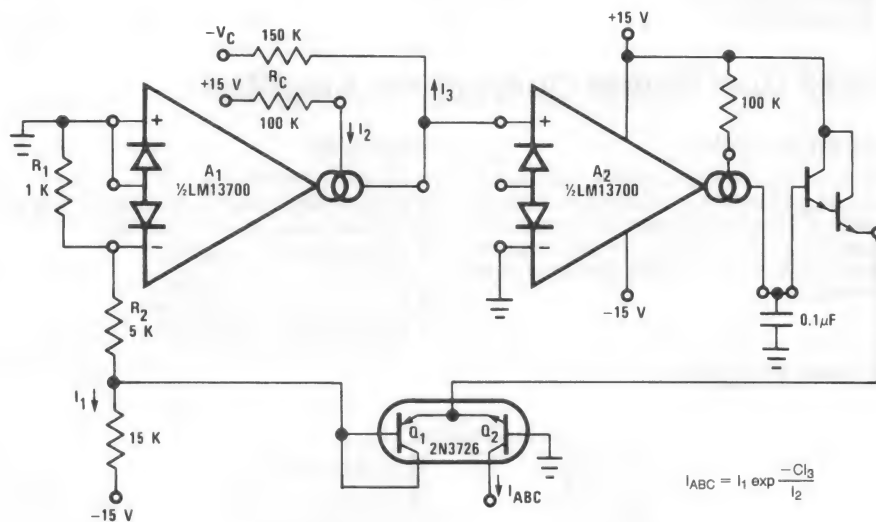 −V_C
150 K
+15 V
R_C
100 K
I_2
I_3
R_1
1 K
+
−
A_1
½LM13700
R_2
5 K
I_1
15 K
−15 V
+15 V
100 K
+
−
A_2
½LM13700
−15 V
0.1µF
Q_1
Q_2
2N3726
I_ABC
I_ABC = I_1 exp −CI_3 / I_2